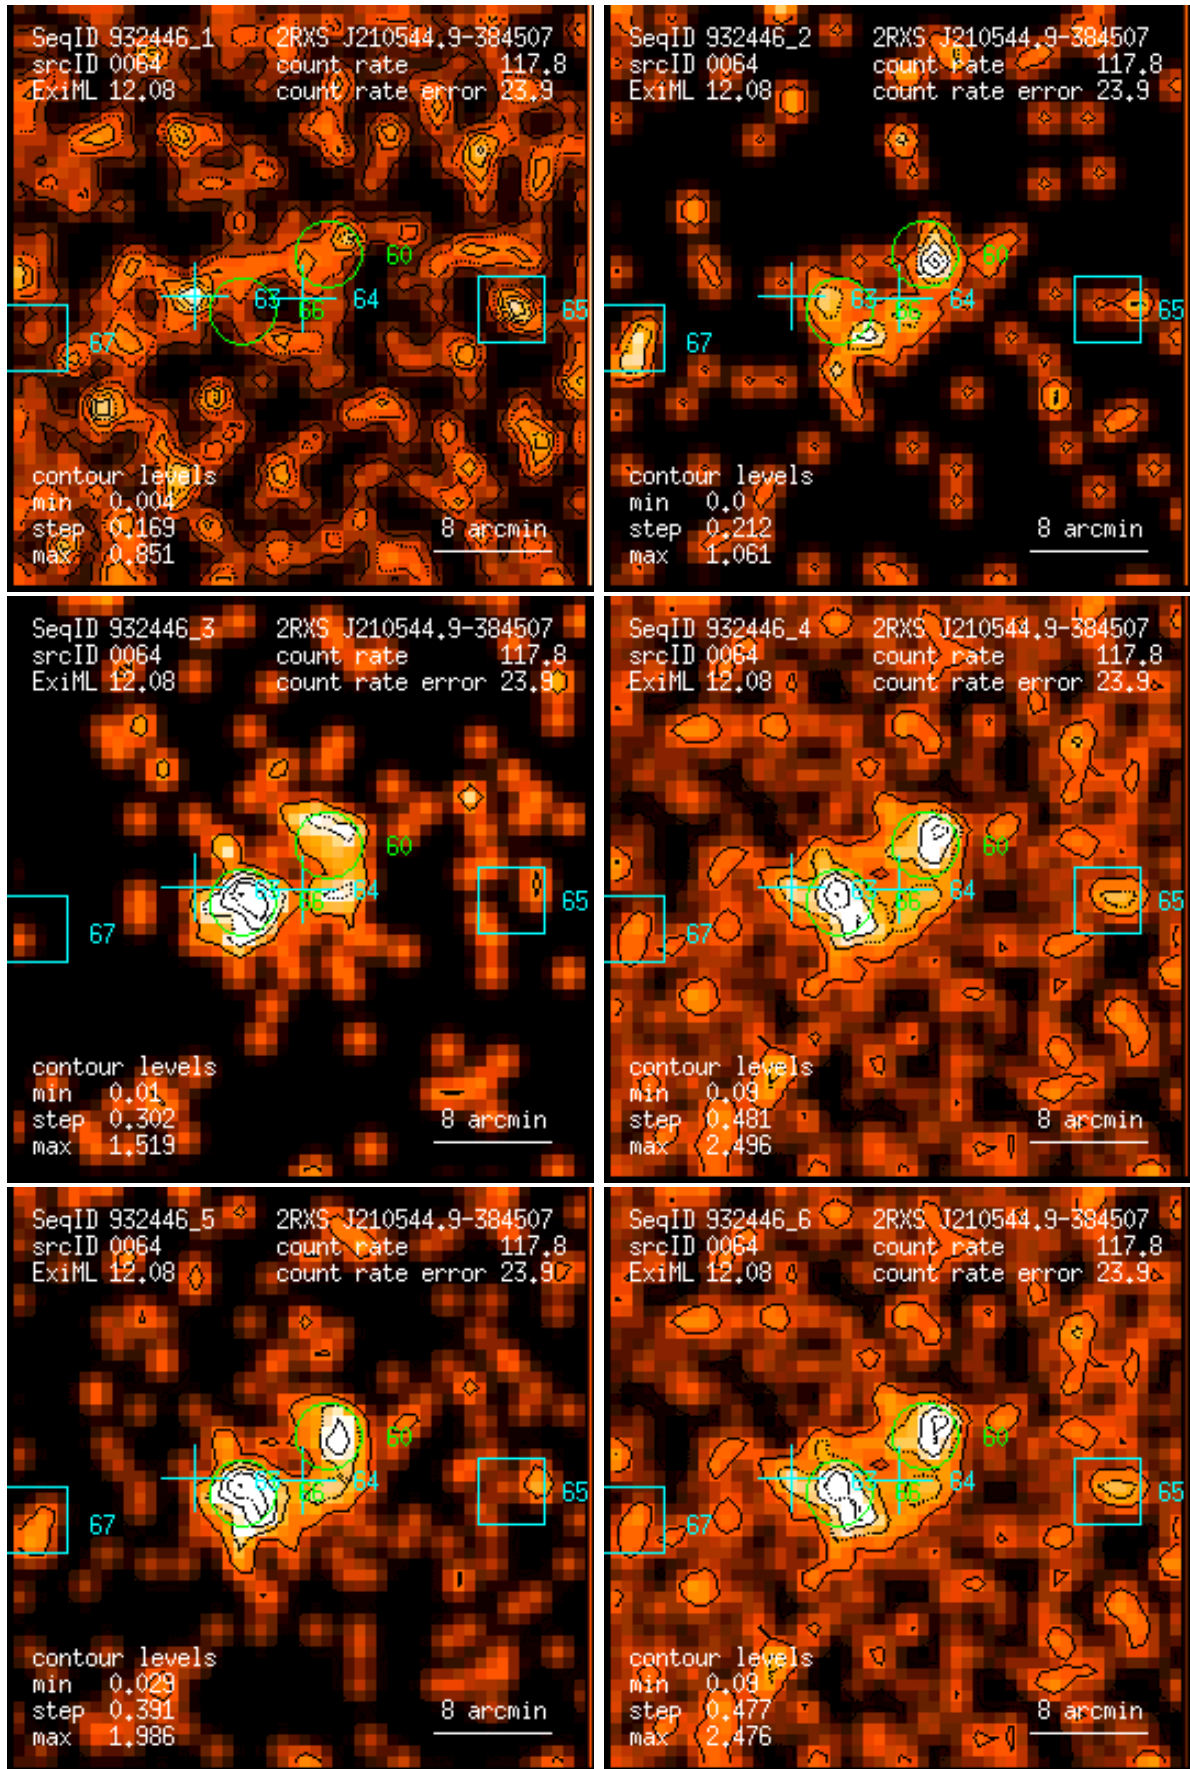 SeqID 932446_1 2RXS J210544.9-384507
srcID 0064 count rate 117.8
ExiML 12.08 count rate error 23.9
60
63 64
66
65
67
contour levels
min 0.004
step 0.169
max 0.851
8 arcmin
SeqID 932446_2 2RXS J210544.9-384507
srcID 0064 count rate 117.8
ExiML 12.08 count rate error 23.9
60
63 64
66
65
67
contour levels
min 0.0
step 0.212
max 1.061
8 arcmin
SeqID 932446_3 2RXS J210544.9-384507
srcID 0064 count rate 117.8
ExiML 12.08 count rate error 23.9
60
63 64
66
65
67
contour levels
min 0.01
step 0.302
max 1.519
8 arcmin
SeqID 932446_4 2RXS J210544.9-384507
srcID 0064 count rate 117.8
ExiML 12.08 count rate error 23.9
60
63 64
66
65
67
contour levels
min 0.09
step 0.481
max 2.496
8 arcmin
SeqID 932446_5 2RXS J210544.9-384507
srcID 0064 count rate 117.8
ExiML 12.08 count rate error 23.9
60
63 64
66
65
67
contour levels
min 0.029
step 0.391
max 1.986
8 arcmin
SeqID 932446_6 2RXS J210544.9-384507
srcID 0064 count rate 117.8
ExiML 12.08 count rate error 23.9
60
63 64
66
65
67
contour levels
min 0.09
step 0.477
max 2.476
8 arcmin